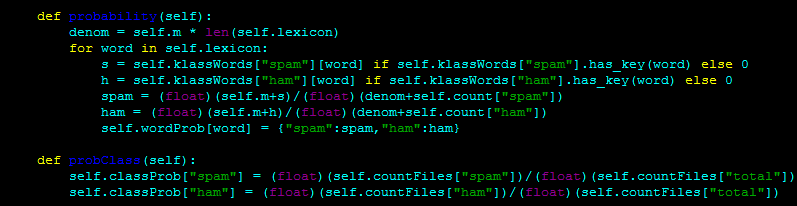 def probability(self):
denom = self.m * len(self.lexicon)
for word in self.lexicon:
s = self.klassWords["spam"][word] if self.klassWords["spam"].has_key(word) else 0
h = self.klassWords["ham"][word] if self.klassWords["ham"].has_key(word) else 0
spam = (float)(self.m+s)/(float)(denom+self.count["spam"])
ham = (float)(self.m+h)/(float)(denom+self.count["ham"])
self.wordProb[word] = {"spam":spam,"ham":ham}
def probClass(self):
self.classProb["spam"] = (float)(self.countFiles["spam"])/(float)(self.countFiles["total"])
self.classProb["ham"] = (float)(self.countFiles["ham"])/(float)(self.countFiles["total"])